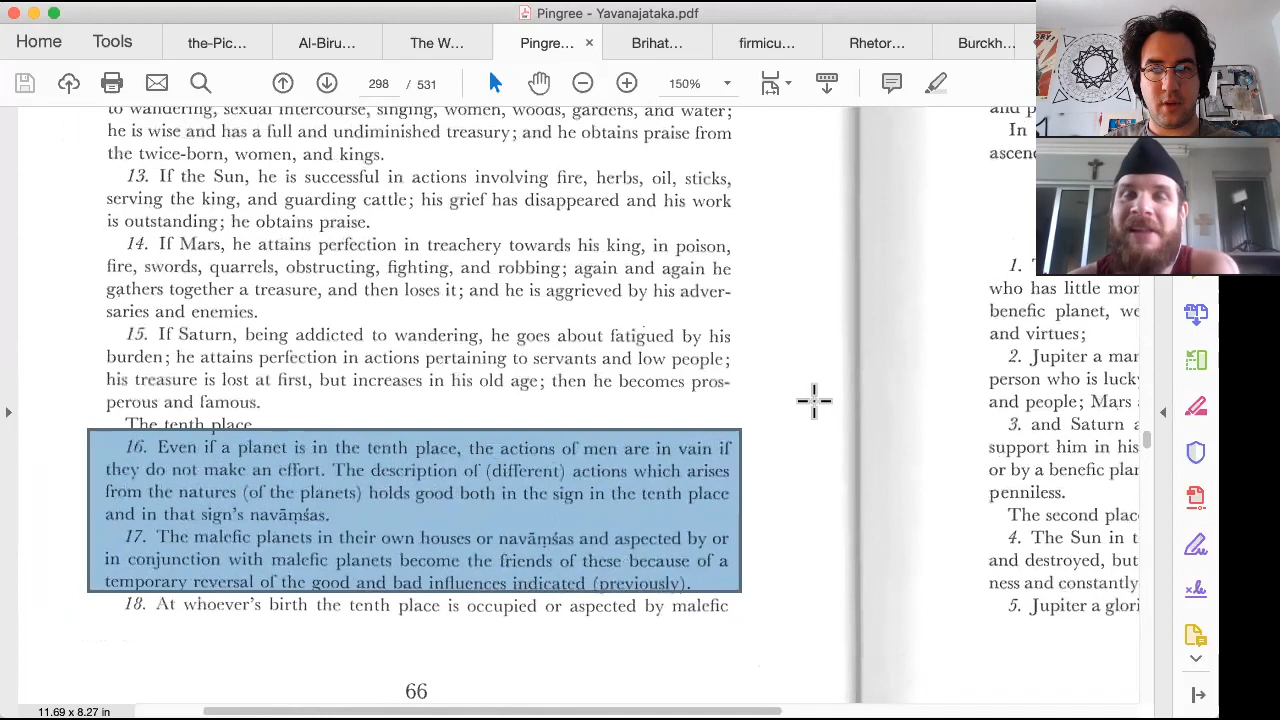 Pingree - Yavanajataka.pdf
Home Tools the-Pic... Al-Biru... The W... Pingree... × Brihat... firmicu... Rhetor... Burckh
298 / 531 150%
to wandering, sexual intercourse, singing, women, woods, gardens, and water;
he is wise and has a full and undiminished treasury; and he obtains praise from
the twice-born, women, and kings.
13. If the Sun, he is successful in actions involving fire, herbs, oil, sticks,
serving the king, and guarding cattle; his grief has disappeared and his work
is outstanding; he obtains praise.
14. If Mars, he attains perfection in treachery towards his king, in poison,
fire, swords, quarrels, obstructing, fighting, and robbing; again and again he
gathers together a treasure, and then loses it; and he is aggrieved by his adver-
saries and enemies.
15. If Saturn, being addicted to wandering, he goes about fatigued by his
burden; he attains perfection in actions pertaining to servants and low people;
his treasure is lost at first, but increases in his old age; then he becomes pros-
perous and famous.
The tenth place.
16. Even if a planet is in the tenth place, the actions of men are in vain if
they do not make an effort. The description of (different) actions which arises
from the natures (of the planets) holds good both in the sign in the tenth place
and in that sign's navāṃśas.
17. The malefic planets in their own houses or navāṃśas and aspected by or
in conjunction with malefic planets become the friends of these because of a
temporary reversal of the good and bad influences indicated (previously).
18. At whoever's birth the tenth place is occupied or aspected by malefic
66
and p
In
ascend
1. T
who has little mor
benefic planet, we
and virtues;
2. Jupiter a mar
person who is luck
and people; Mars
3. and Saturn a
support him in his
or by a benefic plan
penniless.
The second plac
4. The Sun in t
and destroyed, but
ness and constantly
5. Jupiter a glori
11.69 x 8.27 in